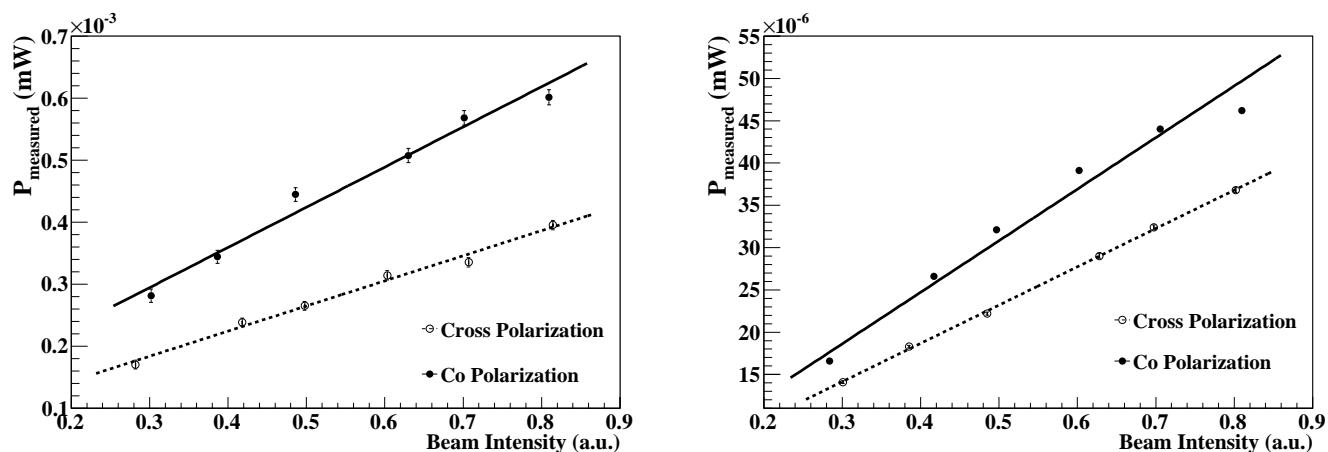 ×10⁻³
P_measured (mW)
0.7
0.6
0.5
0.4
0.3
0.2
0.1
Cross Polarization
Co Polarization
0.2 0.3 0.4 0.5 0.6 0.7 0.8 0.9
Beam Intensity (a.u.)
×10⁻⁶
P_measured (mW)
55
50
45
40
35
30
25
20
15
Cross Polarization
Co Polarization
0.2 0.3 0.4 0.5 0.6 0.7 0.8 0.9
Beam Intensity (a.u.)